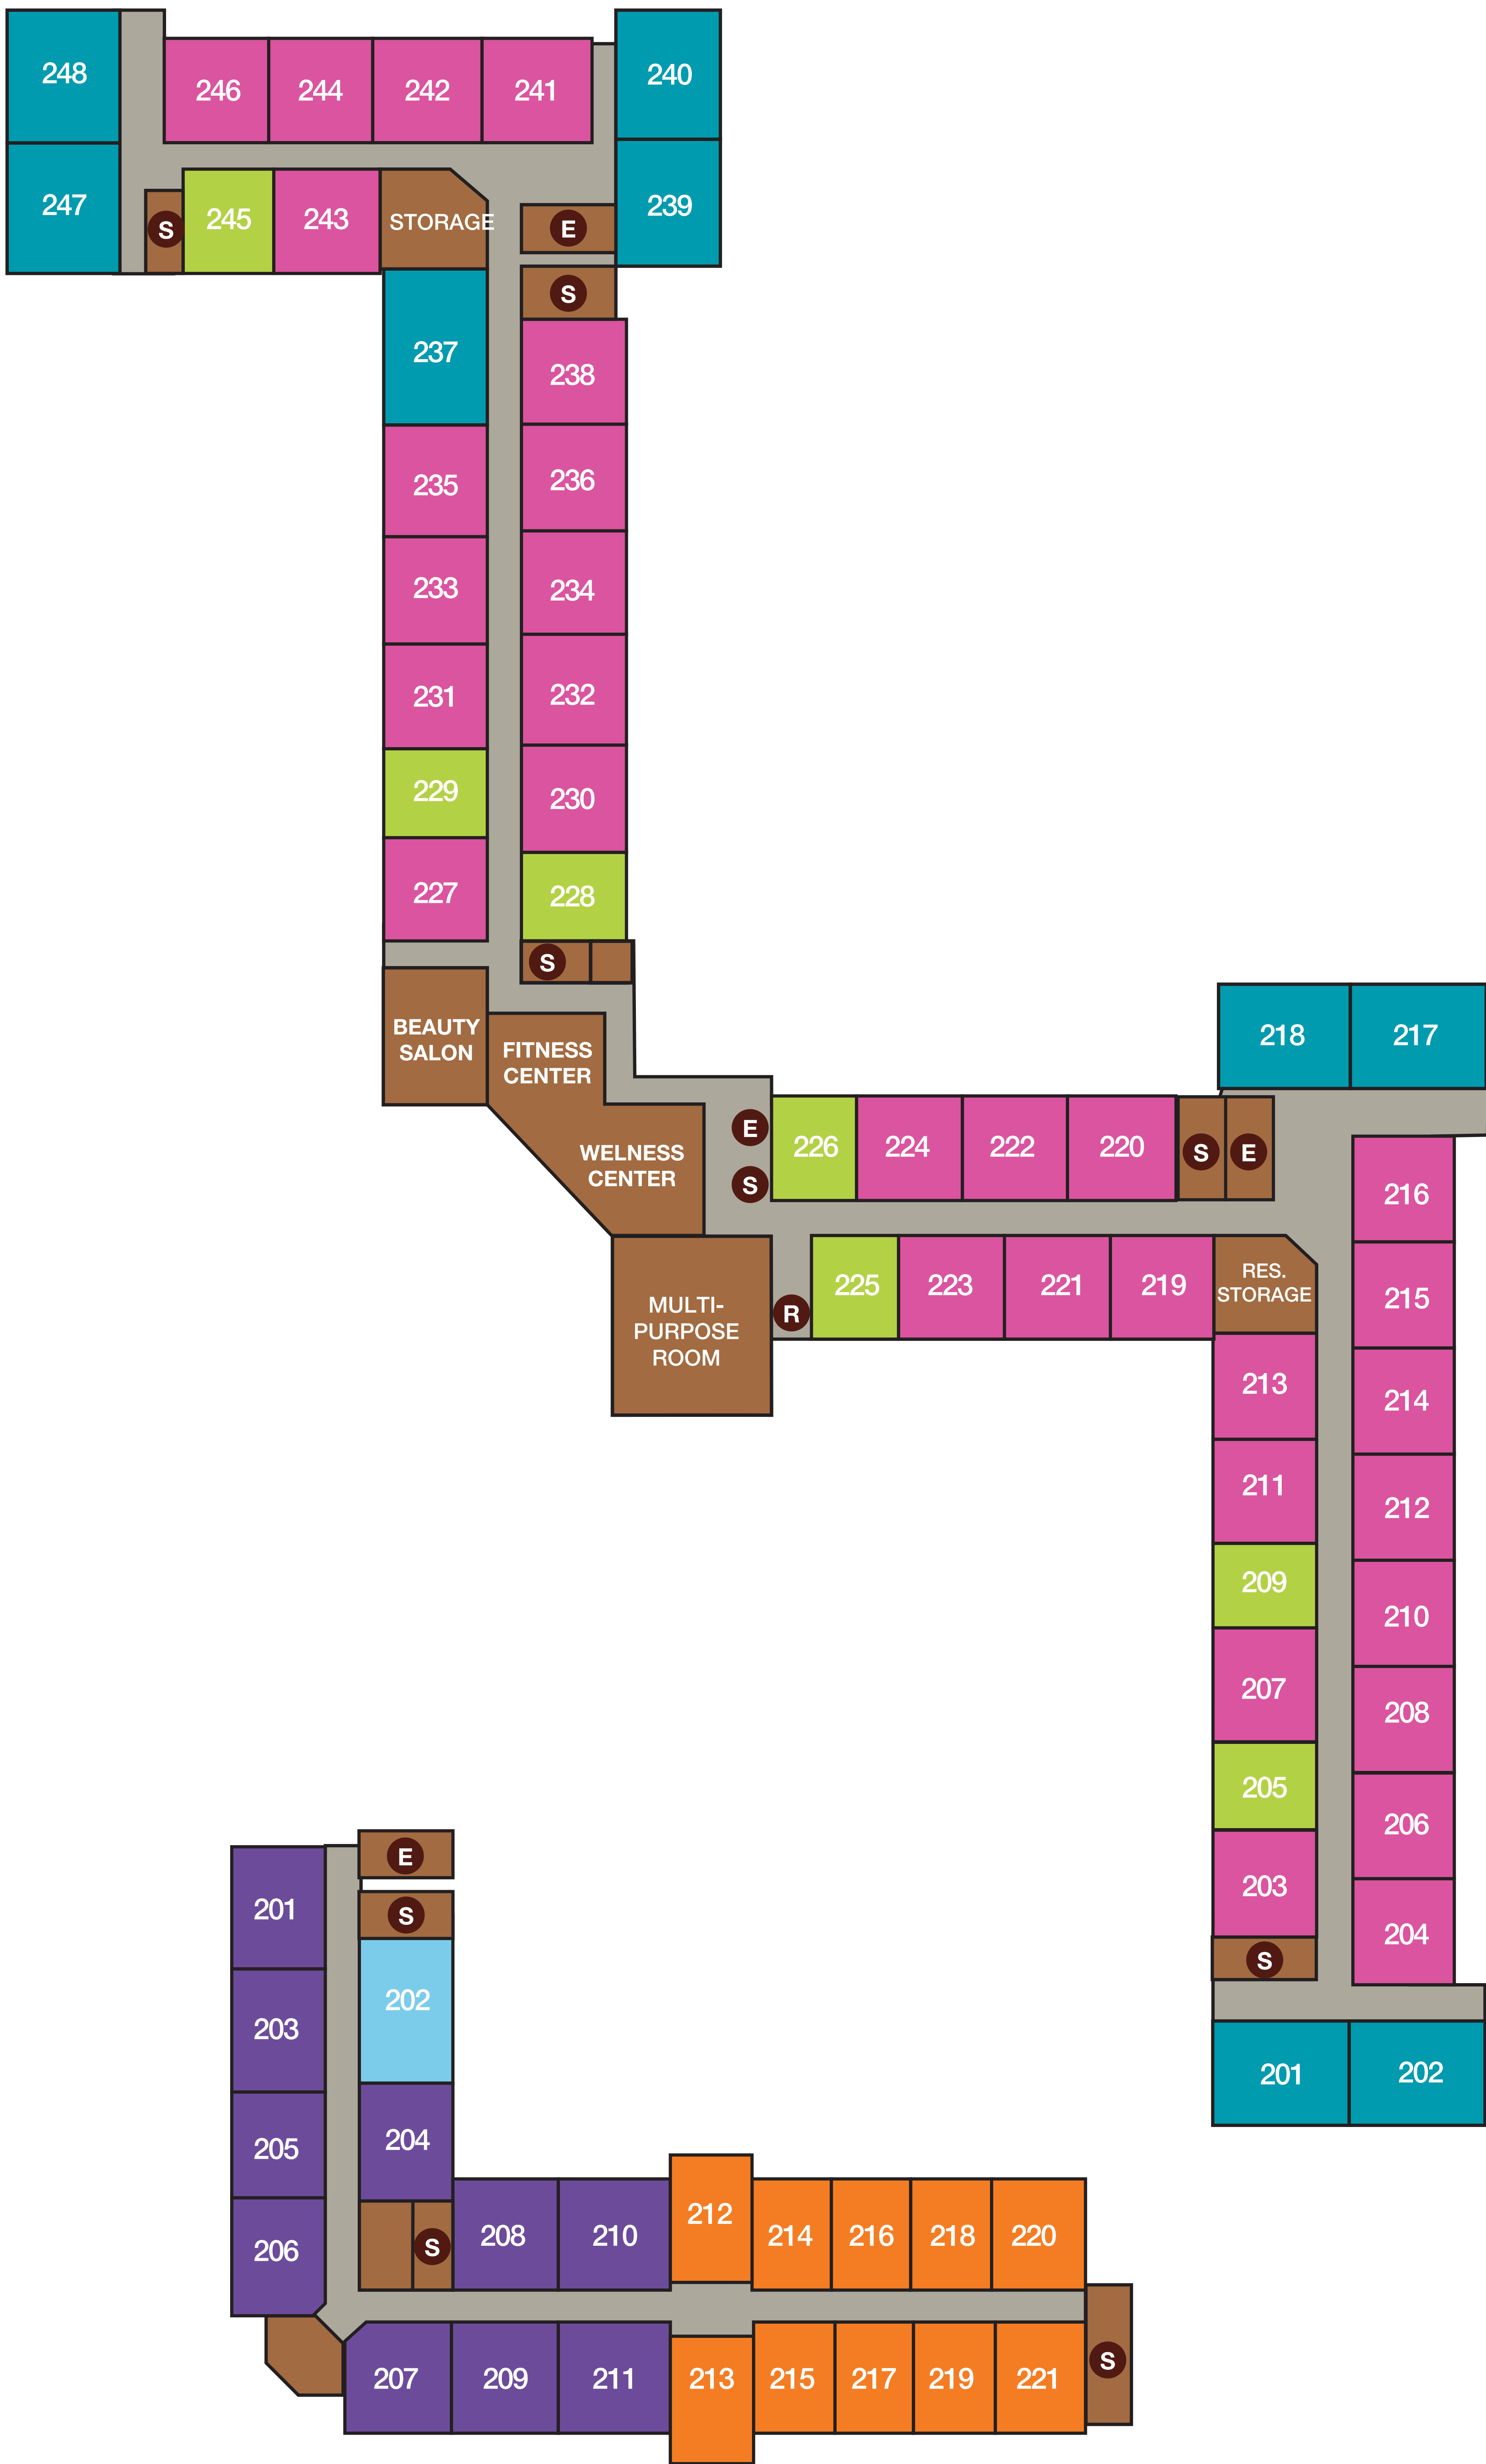 248
246
244
242
241
240
247
S
245
243
STORAGE
E
239
S
237
238
235
236
233
234
231
232
229
230
227
228
S
BEAUTY
SALON
FITNESS
CENTER
WELNESS
CENTER
218
217
E
S
226
224
222
220
S
E
216
MULTI-
PURPOSE
ROOM
R
225
223
221
219
RES.
STORAGE
215
213
214
211
212
209
210
207
208
205
206
203
204
S
201
202
E
201
S
202
203
204
205
206
S
208
210
212
214
216
218
220
207
209
211
213
215
217
219
221
S